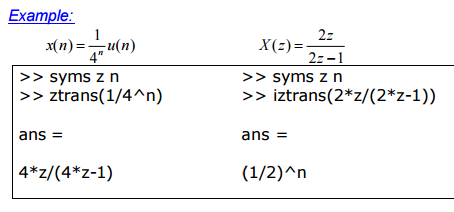 Example:
x(n) = 1/4^n u(n) X(z) = 2z/2z − 1
>> syms z n >> syms z n
>> ztrans(1/4^n) >> iztrans(2*z/(2*z-1))
ans = ans =
4*z/(4*z-1) (1/2)^n